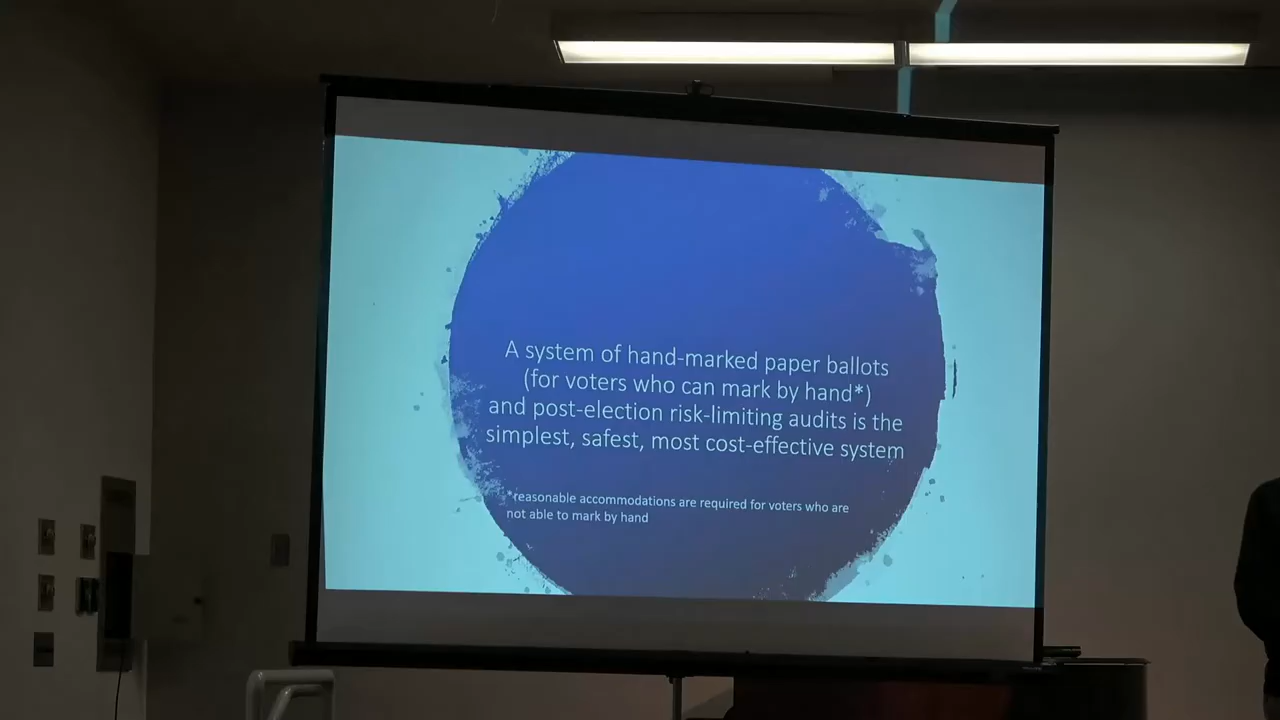 A system of hand-marked paper ballots
(for voters who can mark by hand*)
and post-election risk-limiting audits is the
simplest, safest, most cost-effective system
*reasonable accommodations are required for voters who are
not able to mark by hand